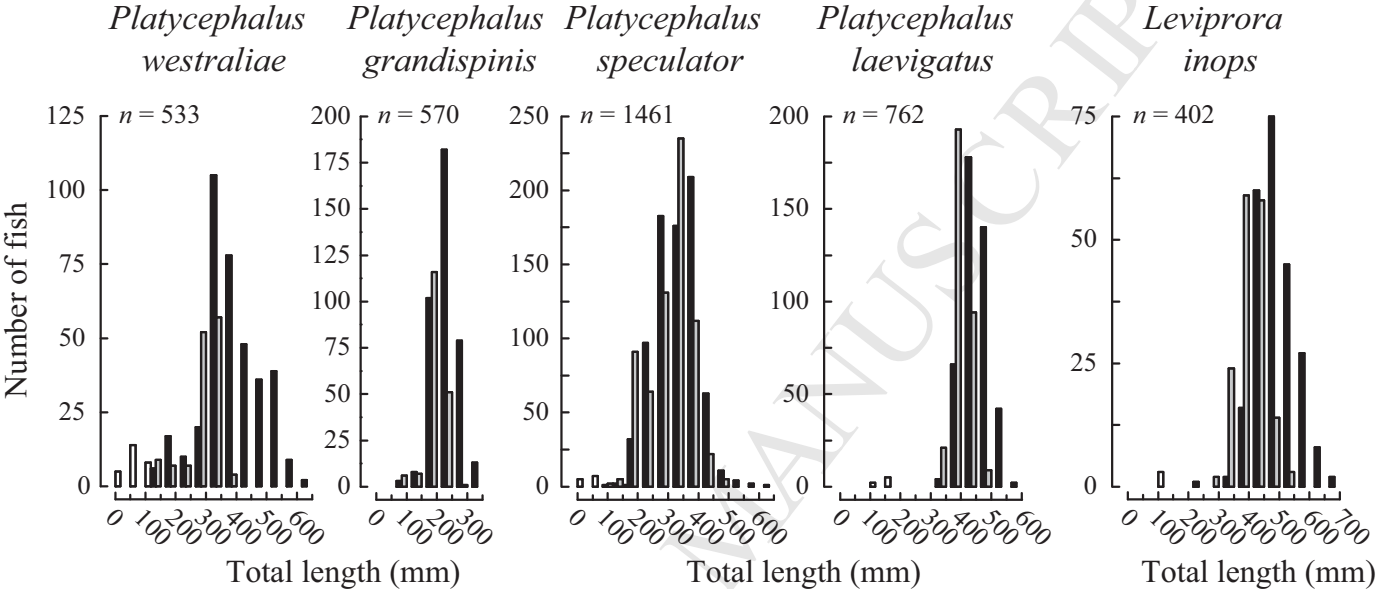 Platycephalus westraliae
Platycephalus grandispinis
Platycephalus speculator
Platycephalus laevigatus
Leviprora inops
Number of fish
n = 533
125
100
75
50
25
0
0 100 200 300 400 500 600
n = 570
200
175
150
125
100
75
50
25
0
0 100 200 300
Total length (mm)
n = 1461
250
200
150
100
50
0
0 100 200 300 400 500 600
n = 762
200
150
100
50
0
0 100 200 300 400 500 600
Total length (mm)
n = 402
75
50
25
0
0 100 200 300 400 500 600 700
Total length (mm)
MANUSCRIP